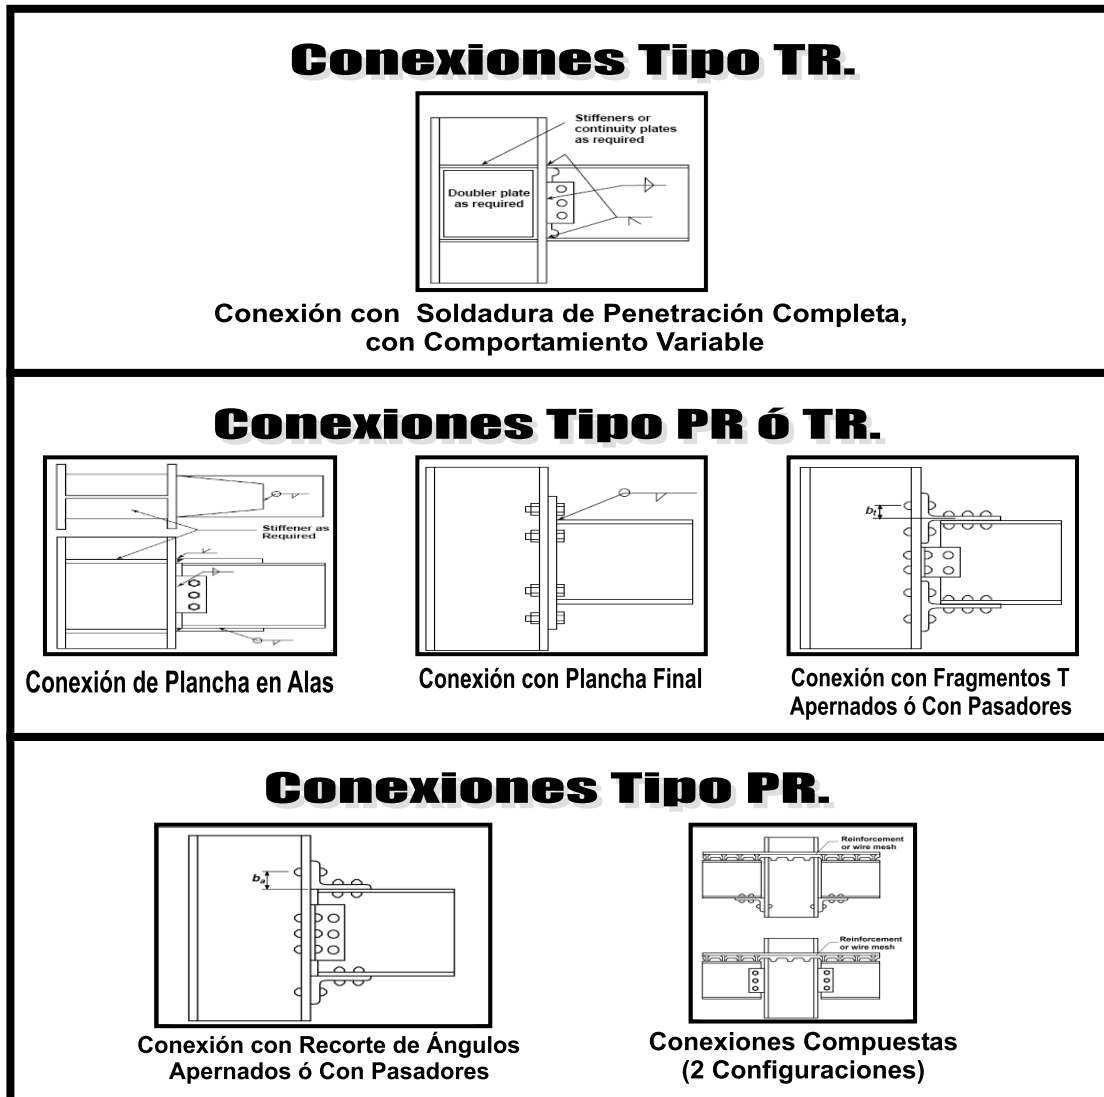 Conexiones Tipo TR.
Stiffeners or
continuity plates
as required
Doubler plate
as required
Conexión con Soldadura de Penetración Completa,
con Comportamiento Variable
Conexiones Tipo PR ó TR.
Stiffener as
Required
bt
Conexión de Plancha en Alas
Conexión con Plancha Final
Conexión con Fragmentos T
Apernados ó Con Pasadores
Conexiones Tipo PR.
ba
Reinforcement
or wire mesh
Reinforcement
or wire mesh
Conexión con Recorte de Ángulos
Apernados ó Con Pasadores
Conexiones Compuestas
(2 Configuraciones)